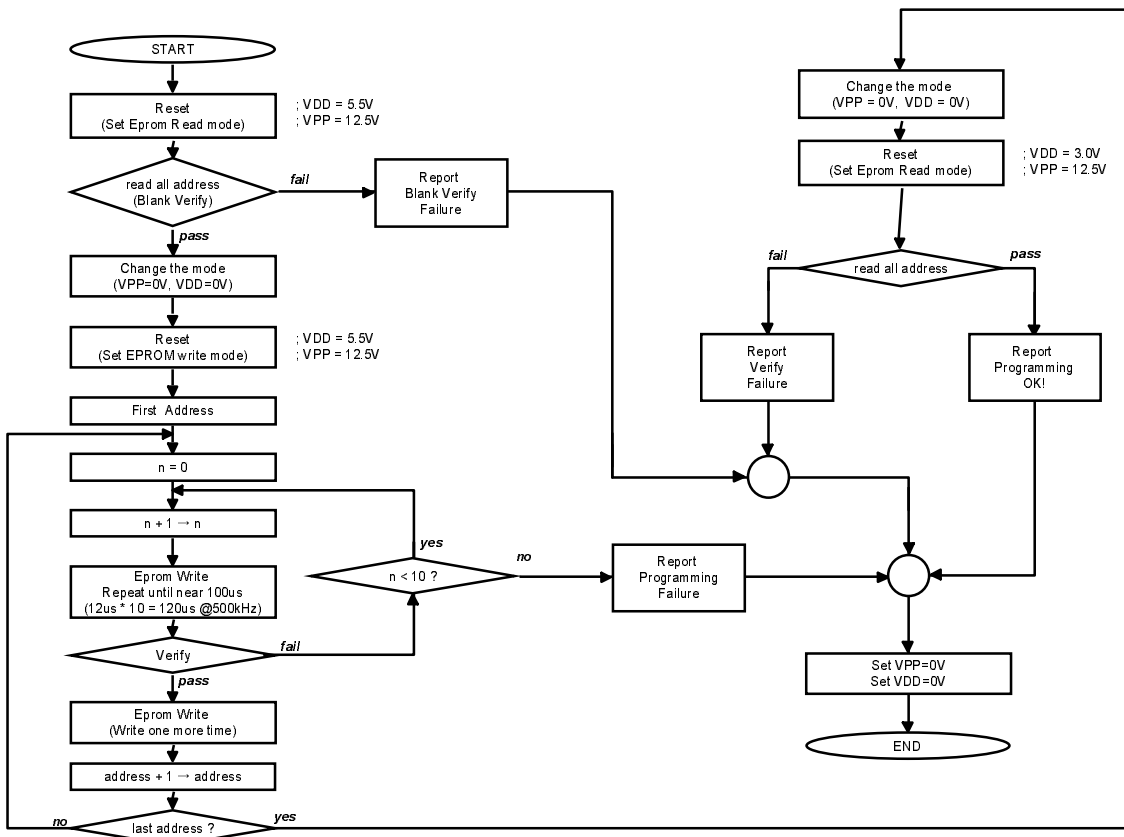 START
Reset
(Set Eprom Read mode)
; VDD = 5.5V
; VPP = 12.5V
read all address
(Blank Verify)
fail
Report
Blank Verify
Failure
pass
Change the mode
(VPP=0V, VDD=0V)
Reset
(Set EPROM write mode)
; VDD = 5.5V
; VPP = 12.5V
First Address
n = 0
n + 1 → n
Eprom Write
Repeat until near 100us
(12us * 10 = 120us @500kHz)
Verify
fail
n < 10 ?
yes
no
Report
Programming
Failure
pass
Eprom Write
(Write one more time)
address + 1 → address
last address ?
no
yes
Change the mode
(VPP = 0V, VDD = 0V)
Reset
(Set Eprom Read mode)
; VDD = 3.0V
; VPP = 12.5V
read all address
fail
pass
Report
Verify
Failure
Report
Programming
OK!
Set VPP=0V
Set VDD=0V
END